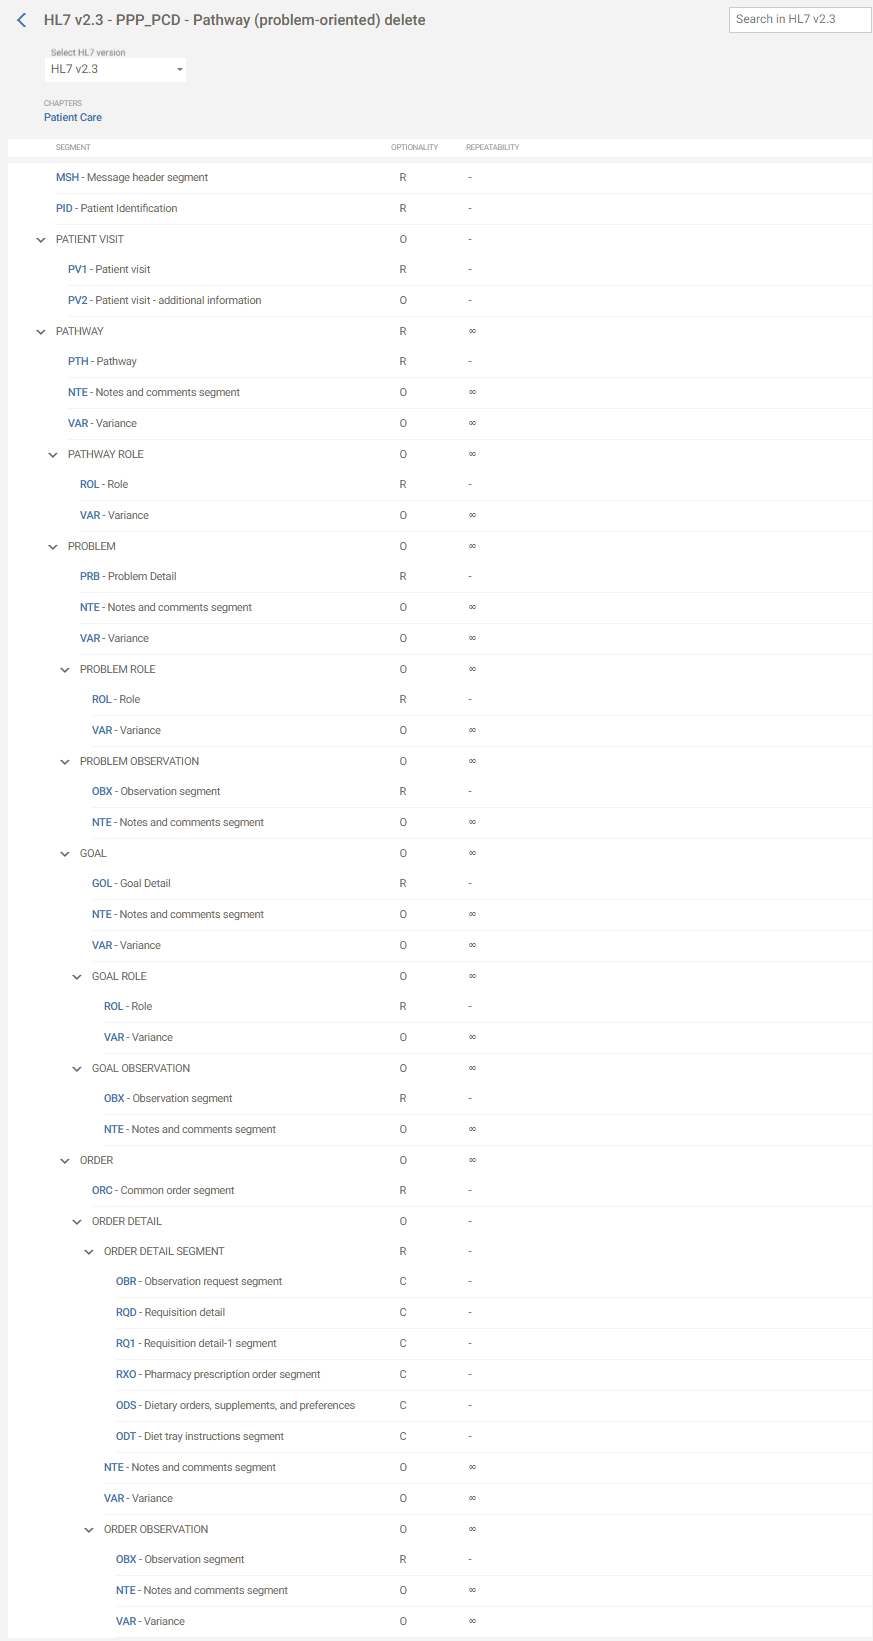 HL7 v2.3 - PPP_PCD - Pathway (problem-oriented) delete
Search in HL7 v2.3
Select HL7 version
HL7 v2.3
CHAPTERS
Patient Care
SEGMENT OPTIONALITY REPEATABILITY
MSH - Message header segment R -
PID - Patient Identification R -
PATIENT VISIT O -
PV1 - Patient visit R -
PV2 - Patient visit - additional information O -
PATHWAY R ∞
PTH - Pathway R -
NTE - Notes and comments segment O ∞
VAR - Variance O ∞
PATHWAY ROLE O ∞
ROL - Role R -
VAR - Variance O ∞
PROBLEM O ∞
PRB - Problem Detail R -
NTE - Notes and comments segment O ∞
VAR - Variance O ∞
PROBLEM ROLE O ∞
ROL - Role R -
VAR - Variance O ∞
PROBLEM OBSERVATION O ∞
OBX - Observation segment R -
NTE - Notes and comments segment O ∞
GOAL O ∞
GOL - Goal Detail R -
NTE - Notes and comments segment O ∞
VAR - Variance O ∞
GOAL ROLE O ∞
ROL - Role R -
VAR - Variance O ∞
GOAL OBSERVATION O ∞
OBX - Observation segment R -
NTE - Notes and comments segment O ∞
ORDER O ∞
ORC - Common order segment R -
ORDER DETAIL O -
ORDER DETAIL SEGMENT R -
OBR - Observation request segment C -
RQD - Requisition detail C -
RQ1 - Requisition detail-1 segment C -
RXO - Pharmacy prescription order segment C -
ODS - Dietary orders, supplements, and preferences C -
ODT - Diet tray instructions segment C -
NTE - Notes and comments segment O ∞
VAR - Variance O ∞
ORDER OBSERVATION O ∞
OBX - Observation segment R -
NTE - Notes and comments segment O ∞
VAR - Variance O ∞